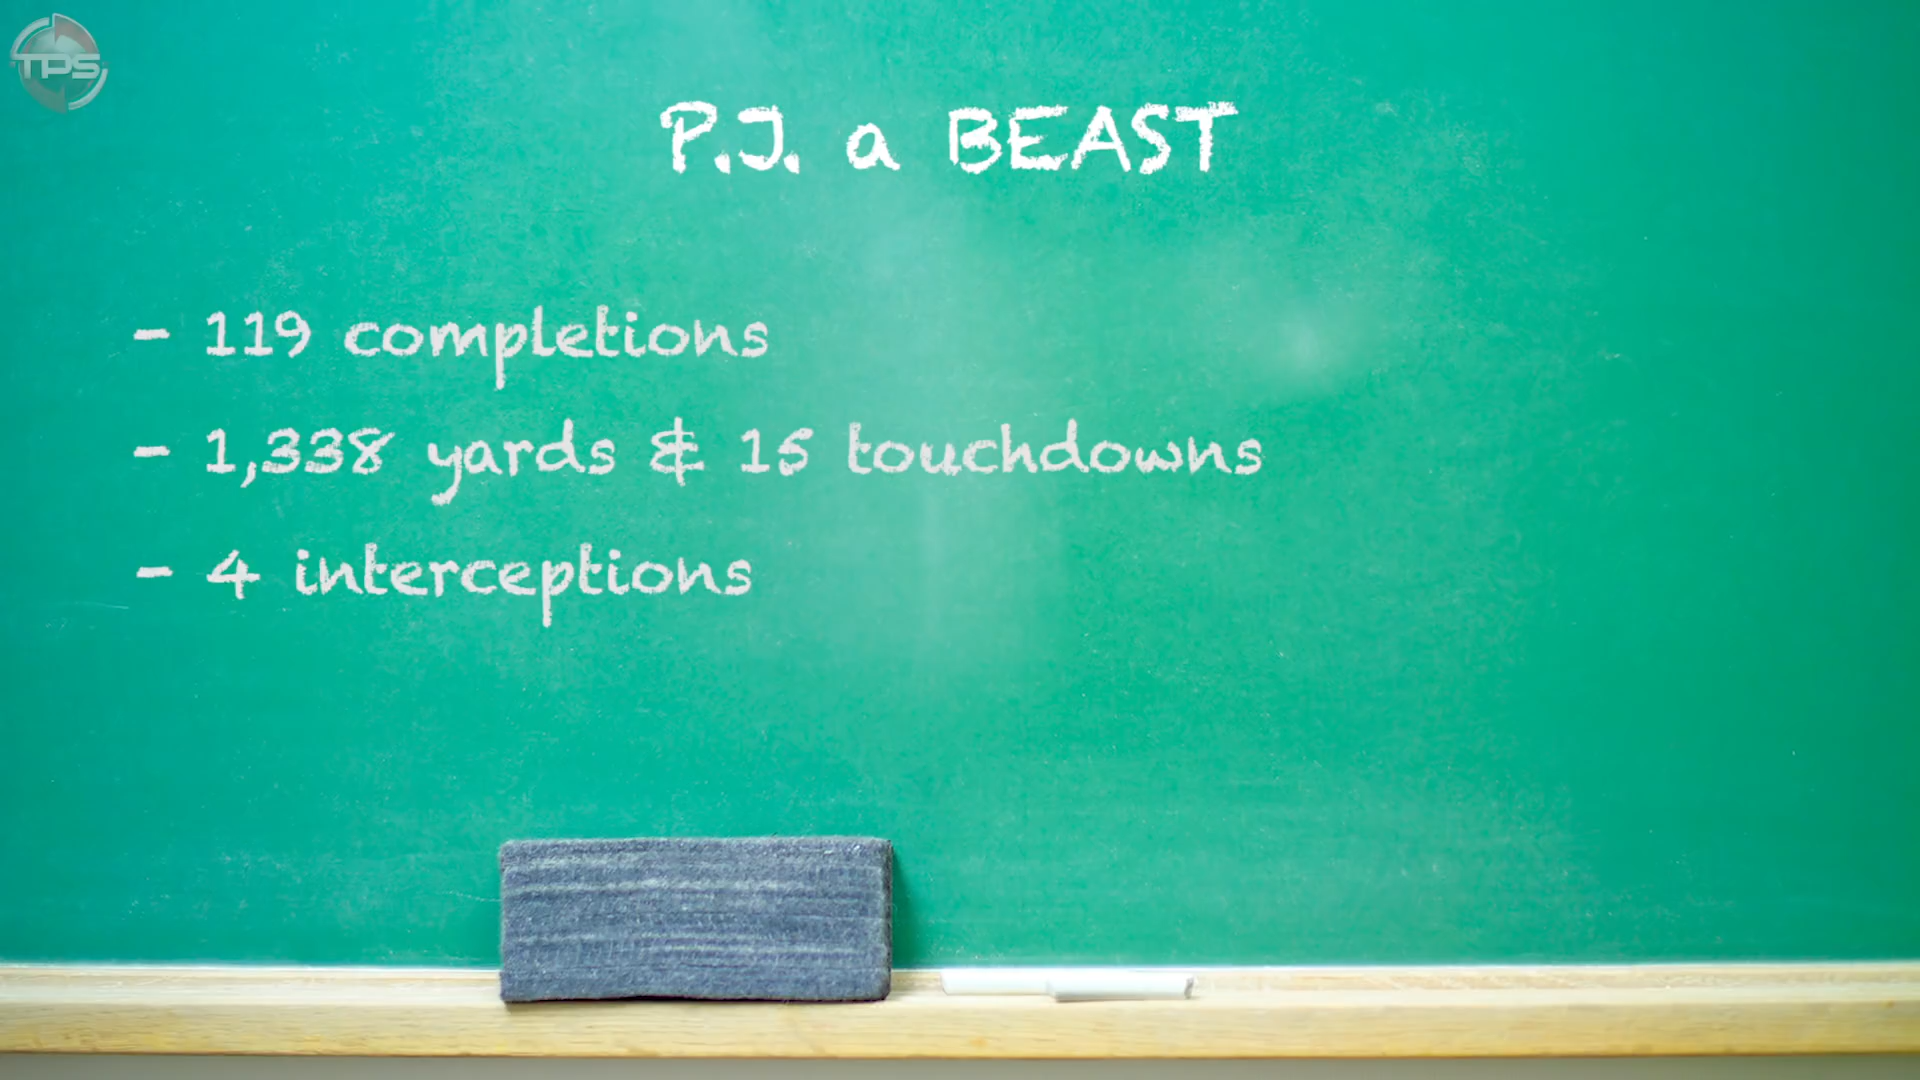 TPS
P.J. a BEAST
- 119 completions
- 1,338 yards & 15 touchdowns
- 4 interceptions